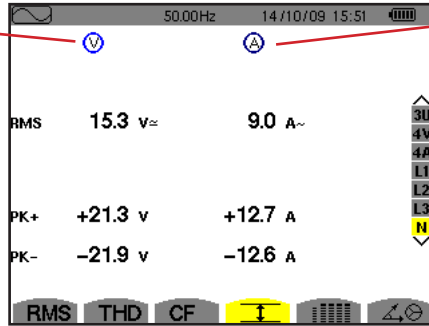 50.00Hz 14/10/09 15:51
V A
RMS 15.3 V≃ 9.0 A~
3U
4V
4A
L1
L2
L3
N
PK+ +21.3 V +12.7 A
PK- -21.9 V -12.6 A
RMS THD CF